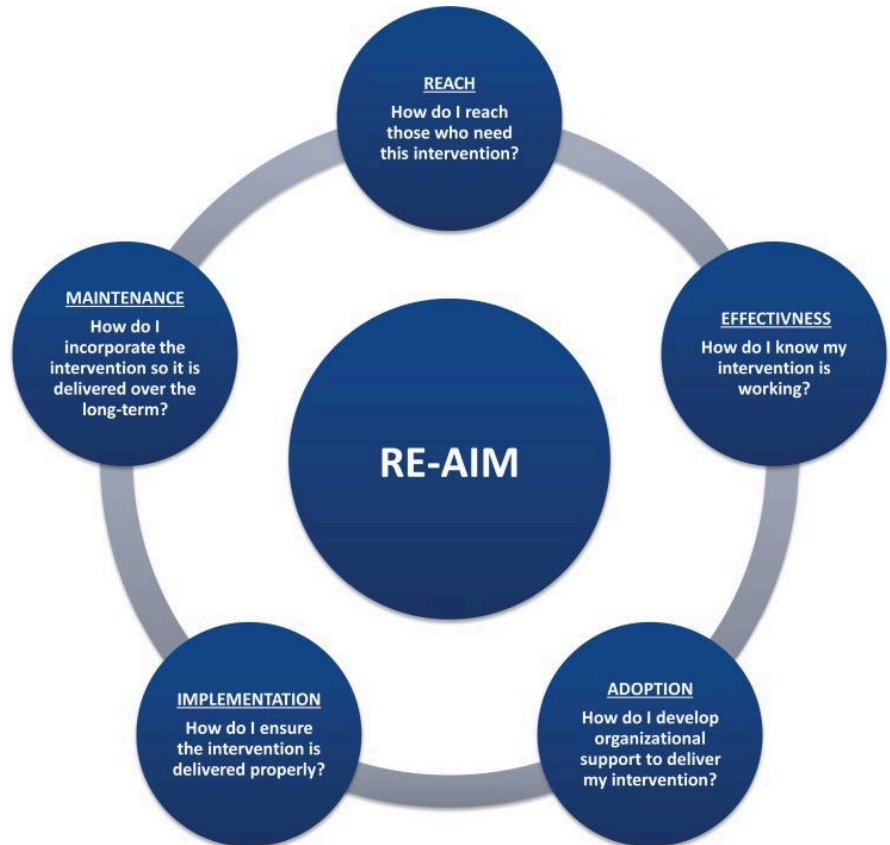 REACH
How do I reach
those who need
this intervention?
EFFECTIVNESS
How do I know my
intervention is
working?
ADOPTION
How do I develop
organizational
support to deliver
my intervention?
IMPLEMENTATION
How do I ensure
the intervention is
delivered properly?
MAINTENANCE
How do I
incorporate the
intervention so it is
delivered over the
long-term?
RE-AIM